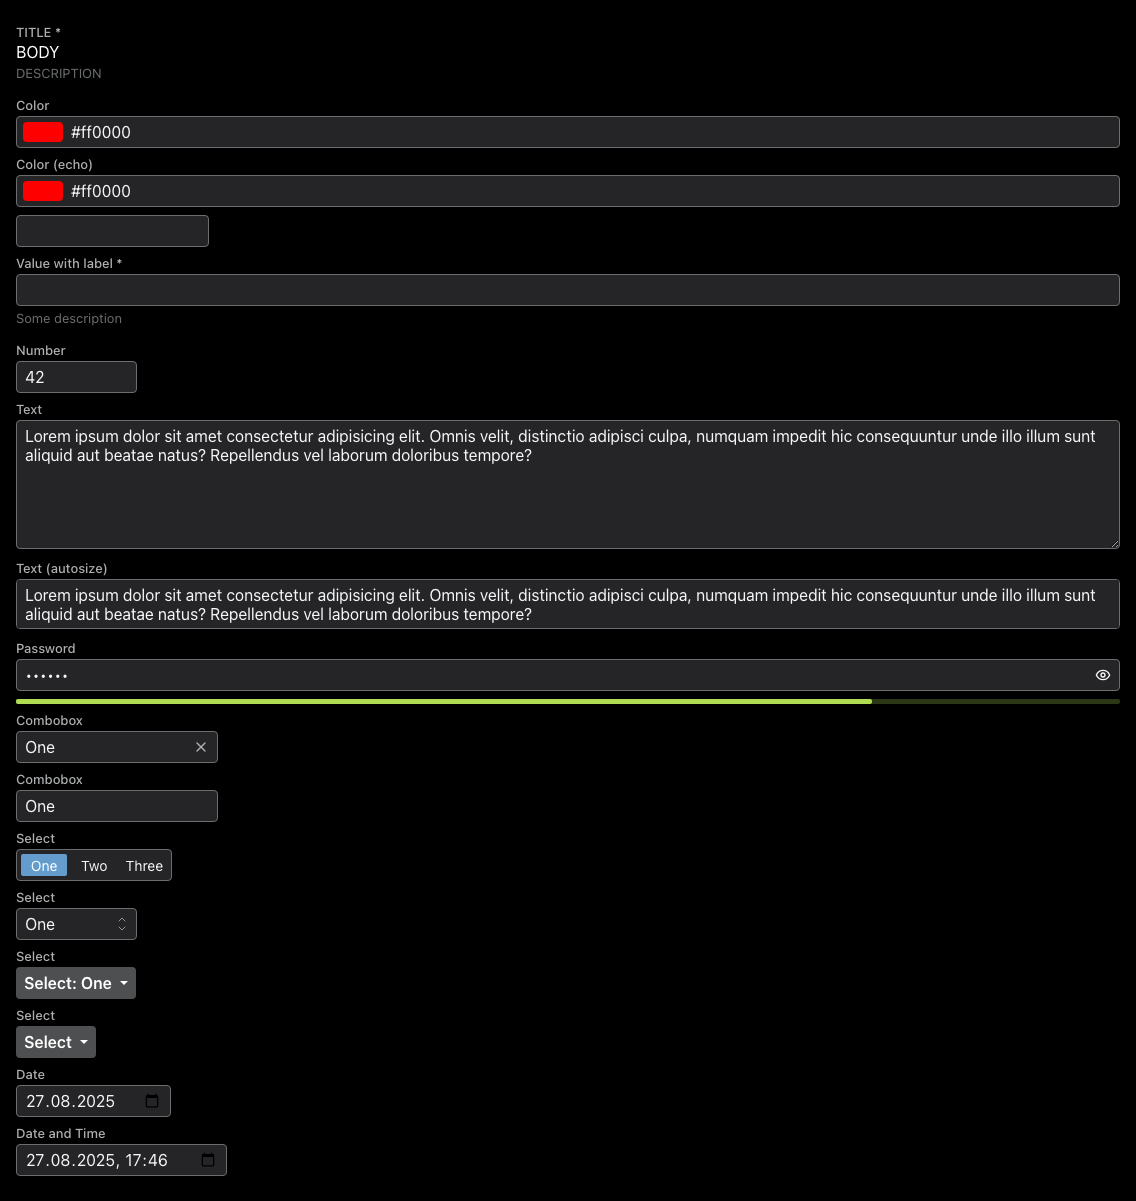 TITLE *
BODY
DESCRIPTION
Color
#ff0000
Color (echo)
#ff0000
Value with label *
Some description
Number
42
Text
Lorem ipsum dolor sit amet consectetur adipisicing elit. Omnis velit, distinctio adipisci culpa, numquam impedit hic consequuntur unde illo illum sunt
aliquid aut beatae natus? Repellendus vel laborum doloribus tempore?
Text (autosize)
Lorem ipsum dolor sit amet consectetur adipisicing elit. Omnis velit, distinctio adipisci culpa, numquam impedit hic consequuntur unde illo illum sunt
aliquid aut beatae natus? Repellendus vel laborum doloribus tempore?
Password
••••••
Combobox
One
Combobox
One
Select
One Two Three
Select
One
Select
Select: One
Select
Select
Date
27.08.2025
Date and Time
27.08.2025, 17:46